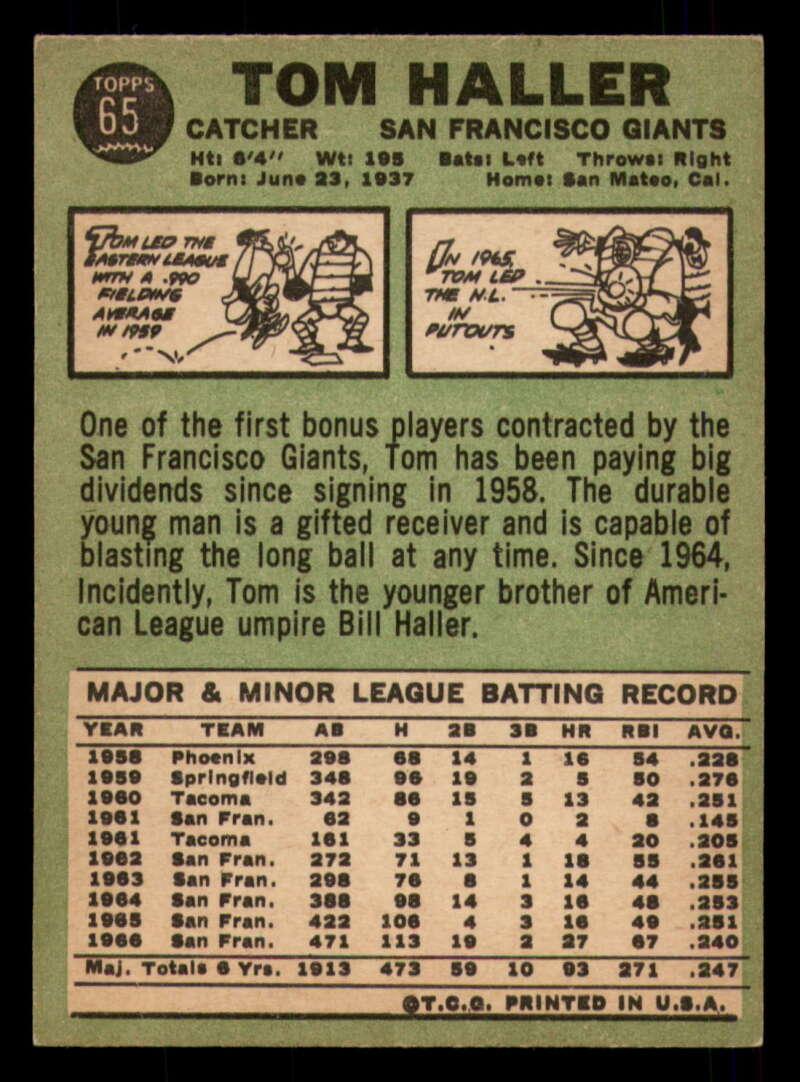 TOPPS
65
TOM HALLER
CATCHER SAN FRANCISCO GIANTS
Ht: 6'4" Wt: 195 Bats: Left Throws: Right
Born: June 23, 1937 Home: San Mateo, Cal.
TOM LED THE
EASTERN LEAGUE
WITH A .990
FIELDING
AVERAGE
IN 1959
IN 1965,
TOM LED
THE N.L.
IN
PUTOUTS
One of the first bonus players contracted by the
San Francisco Giants, Tom has been paying big
dividends since signing in 1958. The durable
young man is a gifted receiver and is capable of
blasting the long ball at any time. Since 1964,
Incidently, Tom is the younger brother of Ameri-
can League umpire Bill Haller.
MAJOR & MINOR LEAGUE BATTING RECORD
YEAR TEAM AB H 2B 3B HR RBI AVG.
1958 Phoenix 298 68 14 1 16 54 .228
1959 Springfield 348 96 19 2 5 50 .276
1960 Tacoma 342 86 15 5 13 42 .251
1961 San Fran. 62 9 1 0 2 8 .145
1961 Tacoma 161 33 5 4 4 20 .205
1962 San Fran. 272 71 13 1 18 55 .261
1963 San Fran. 298 76 8 1 14 44 .255
1964 San Fran. 388 98 14 3 16 48 .253
1965 San Fran. 422 106 4 3 16 49 .251
1966 San Fran. 471 113 19 2 27 67 .240
Maj. Totals 6 Yrs. 1913 473 59 10 93 271 .247
©T.C.G. PRINTED IN U.S.A.